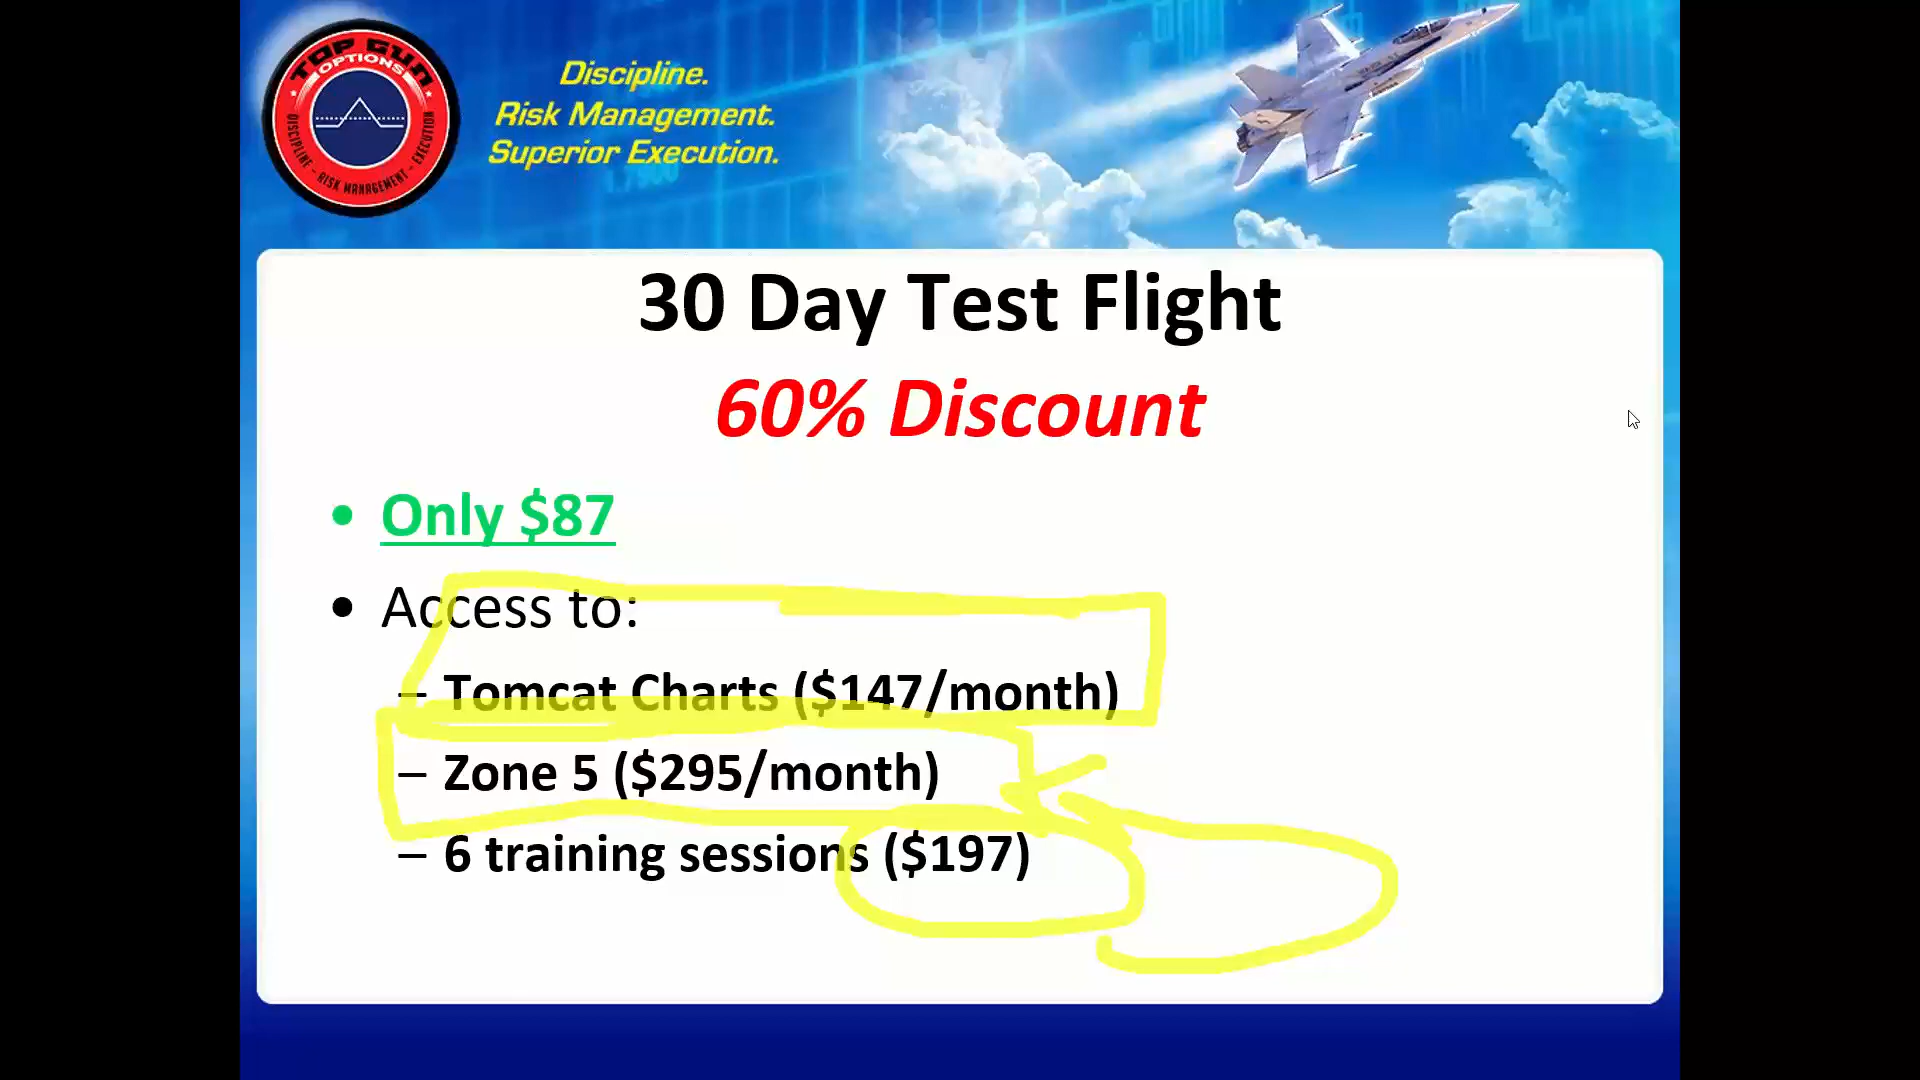 TOP GUN
OPTIONS
DISCIPLINE - RISK MANAGEMENT - EXECUTION
Discipline.
Risk Management.
Superior Execution.
30 Day Test Flight
60% Discount
• Only $87
• Access to:
– Tomcat Charts ($147/month)
– Zone 5 ($295/month)
– 6 training sessions ($197)